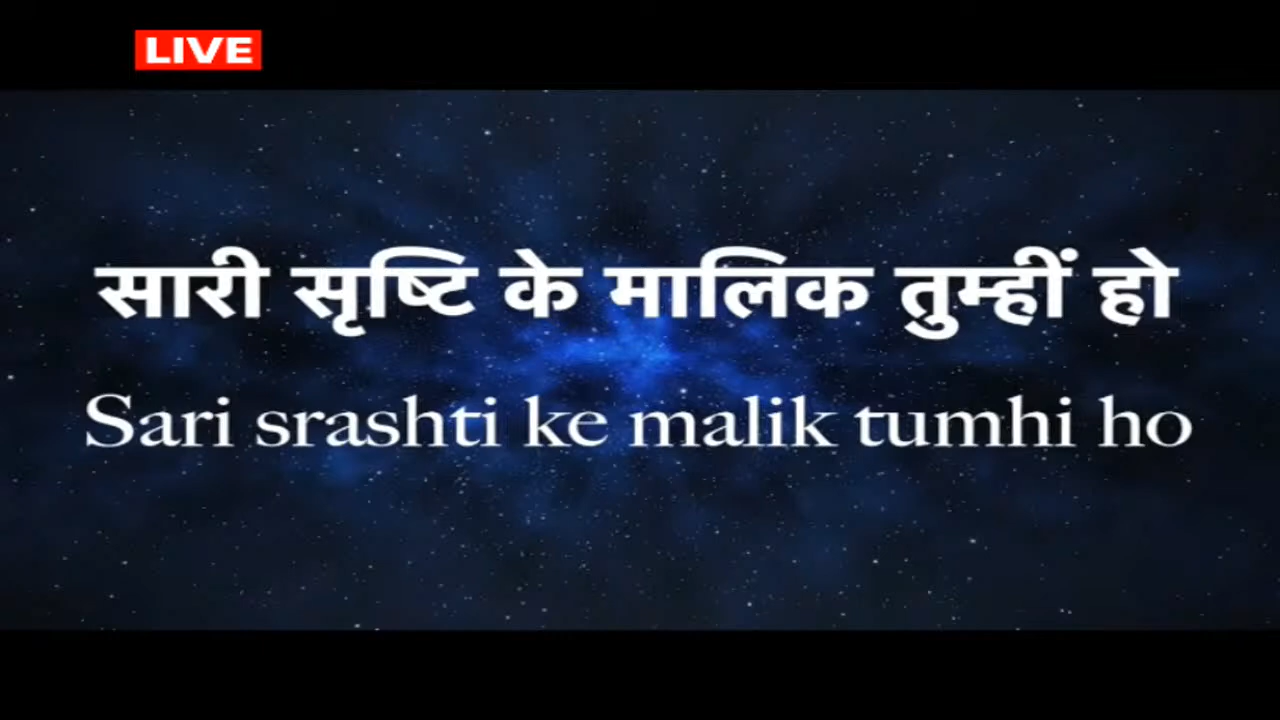 LIVE
सारी सृष्टि के मालिक तुम्हीं हो
Sari srashti ke malik tumhi ho